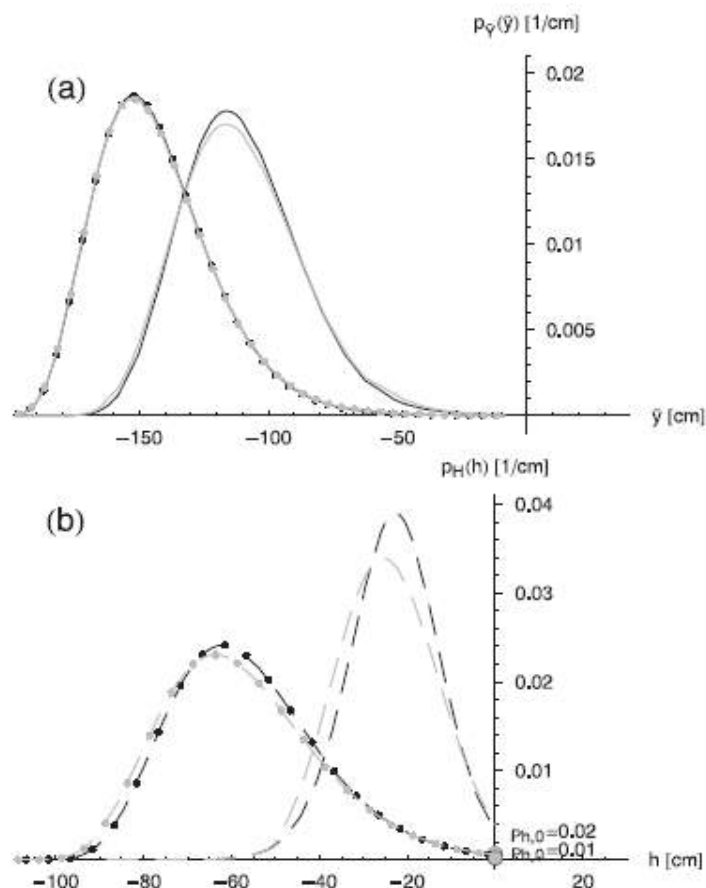 p_Ỹ(ỹ) [1/cm]
(a)
0.02
0.015
0.01
0.005
−150 −100 −50 ỹ [cm]
p_H(h) [1/cm]
(b)
0.04
0.03
0.02
0.01
Ph,0=0.02
Ph,0=0.01
−100 −80 −60 −40 −20 20 h [cm]